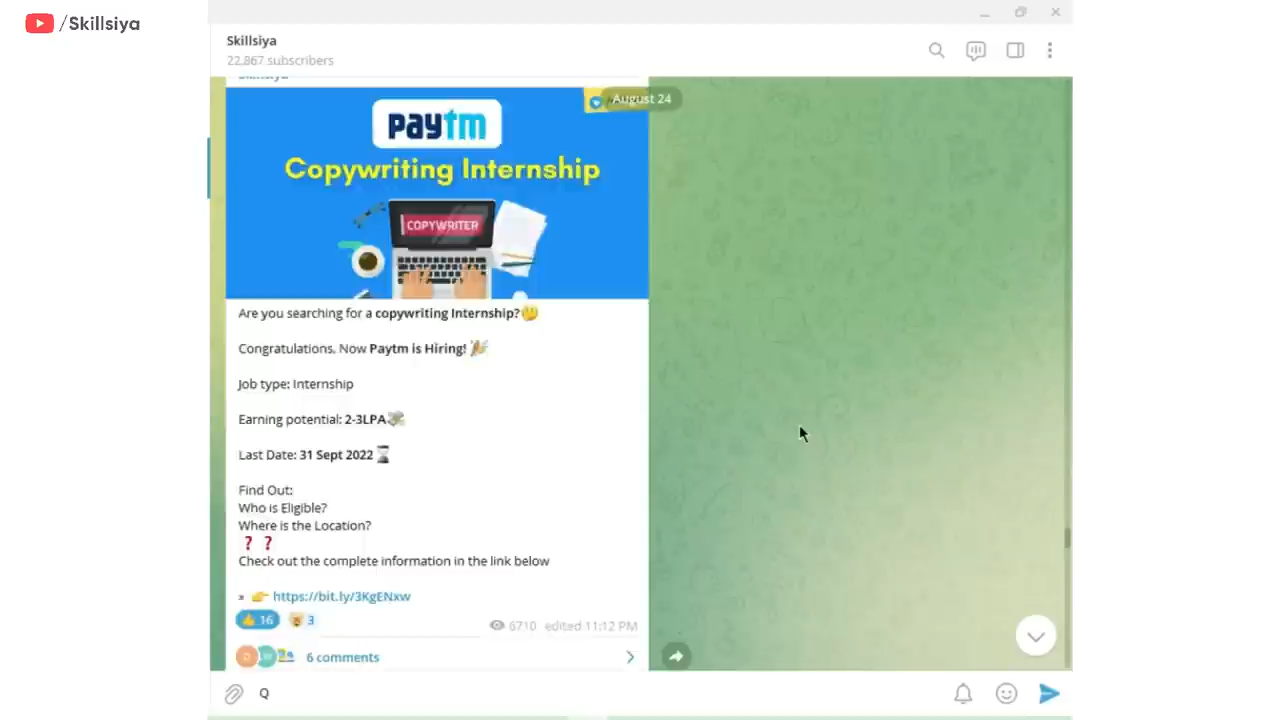 /Skillsiya
Skillsiya
22,867 subscribers
Skillsiya
August 24
paytm
Copywriting Internship
COPYWRITER
Are you searching for a copywriting Internship?
Congratulations, Now Paytm is Hiring!
Job type: Internship
Earning potential: 2-3LPA
Last Date: 31 Sept 2022
Find Out:
Who is Eligible?
Where is the Location?
❓ ❓
Check out the complete information in the link below
» 👉 https://bit.ly/3KgENxw
16 3
6710 edited 11:12 PM
6 comments
Q